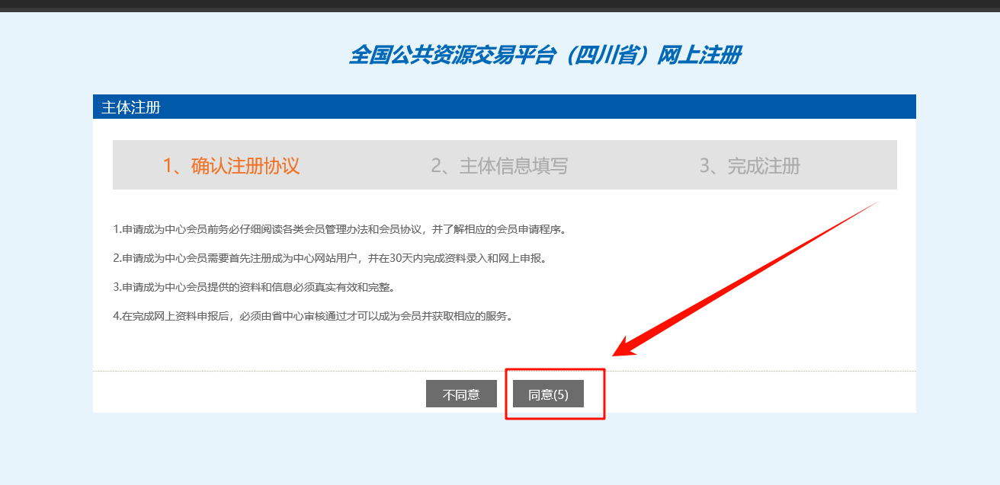 全国公共资源交易平台（四川省）网上注册
主体注册
1、确认注册协议 2、主体信息填写 3、完成注册
1.申请成为中心会员前务必仔细阅读各类会员管理办法和会员协议，并了解相应的会员申请程序。
2.申请成为中心会员需要首先注册成为中心网站用户，并在30天内完成资料录入和网上申报。
3.申请成为中心会员提供的资料和信息必须真实有效和完整。
4.在完成网上资料申报后，必须由省中心审核通过才可以成为会员并获取相应的服务。
不同意 同意(5)